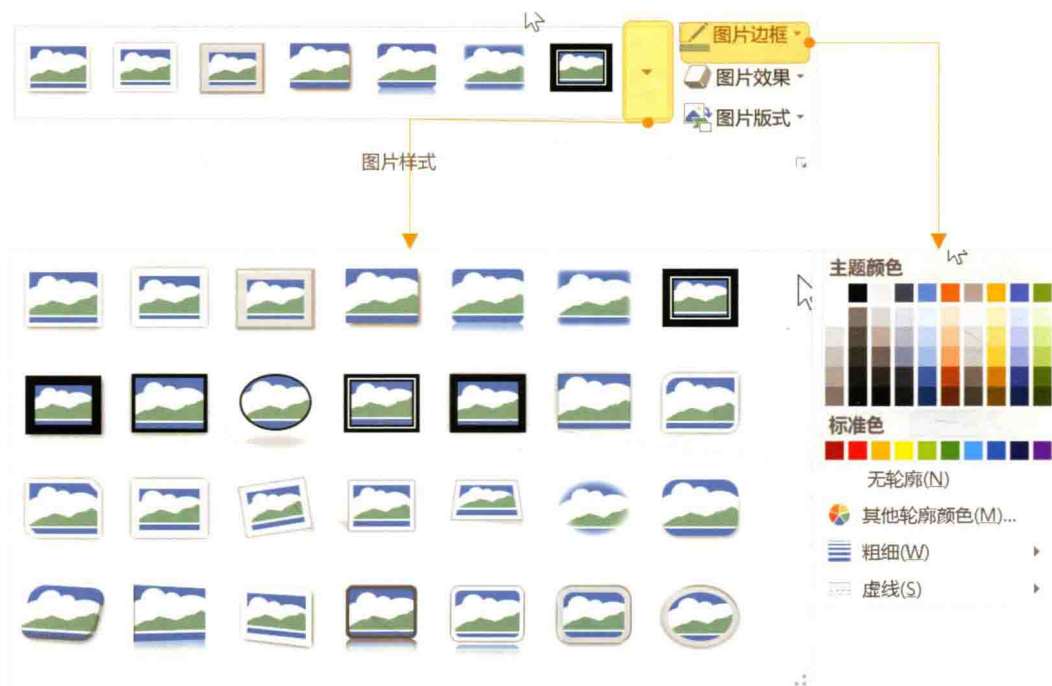 图片边框
图片效果
图片版式
图片样式
主题颜色
标准色
无轮廓(N)
其他轮廓颜色(M)...
粗细(W)
虚线(S)